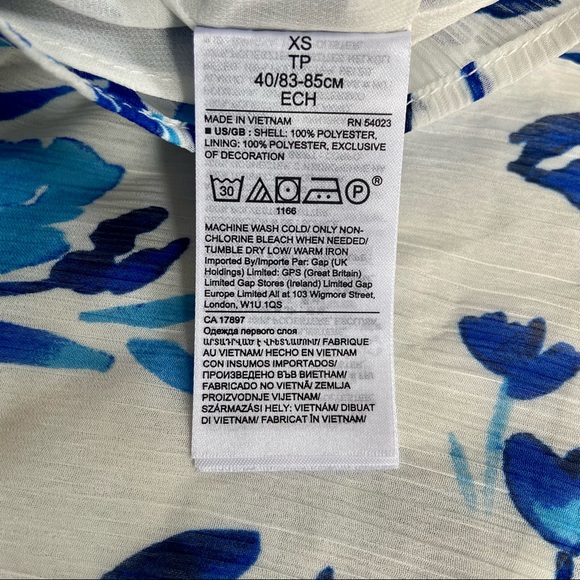 XS
TP
40/83-85см
ECH
MADE IN VIETNAM RN 54023
■ US/GB : SHELL: 100% POLYESTER,
LINING: 100% POLYESTER, EXCLUSIVE
OF DECORATION
30 P ®
1166
MACHINE WASH COLD/ ONLY NON-
CHLORINE BLEACH WHEN NEEDED/
TUMBLE DRY LOW/ WARM IRON
Imported By/Importe Par: Gap (UK
Holdings) Limited: GPS (Great Britain)
Limited Gap Stores (Ireland) Limited Gap
Europe Limited All at 103 Wigmore Street,
London, W1U 1QS
CA 17897
Одежда первого слоя
ԱՐՏԱԴՐՎԱԾ Է ՎԻԵՏՆԱՄՈՒՄ/ FABRIQUE
AU VIETNAM/ HECHO EN VIETNAM
CON INSUMOS IMPORTADOS/
ПРОИЗВЕДЕНО ВЪВ ВИЕТНАМ/
FABRICADO NO VIETNÃ/ ZEMLJA
PROIZVODNJE VIJETNAM/
SZÁRMAZÁSI HELY: VIETNÁM/ DIBUAT
DI VIETNAM/ FABRICAT ÎN VIETNAM/